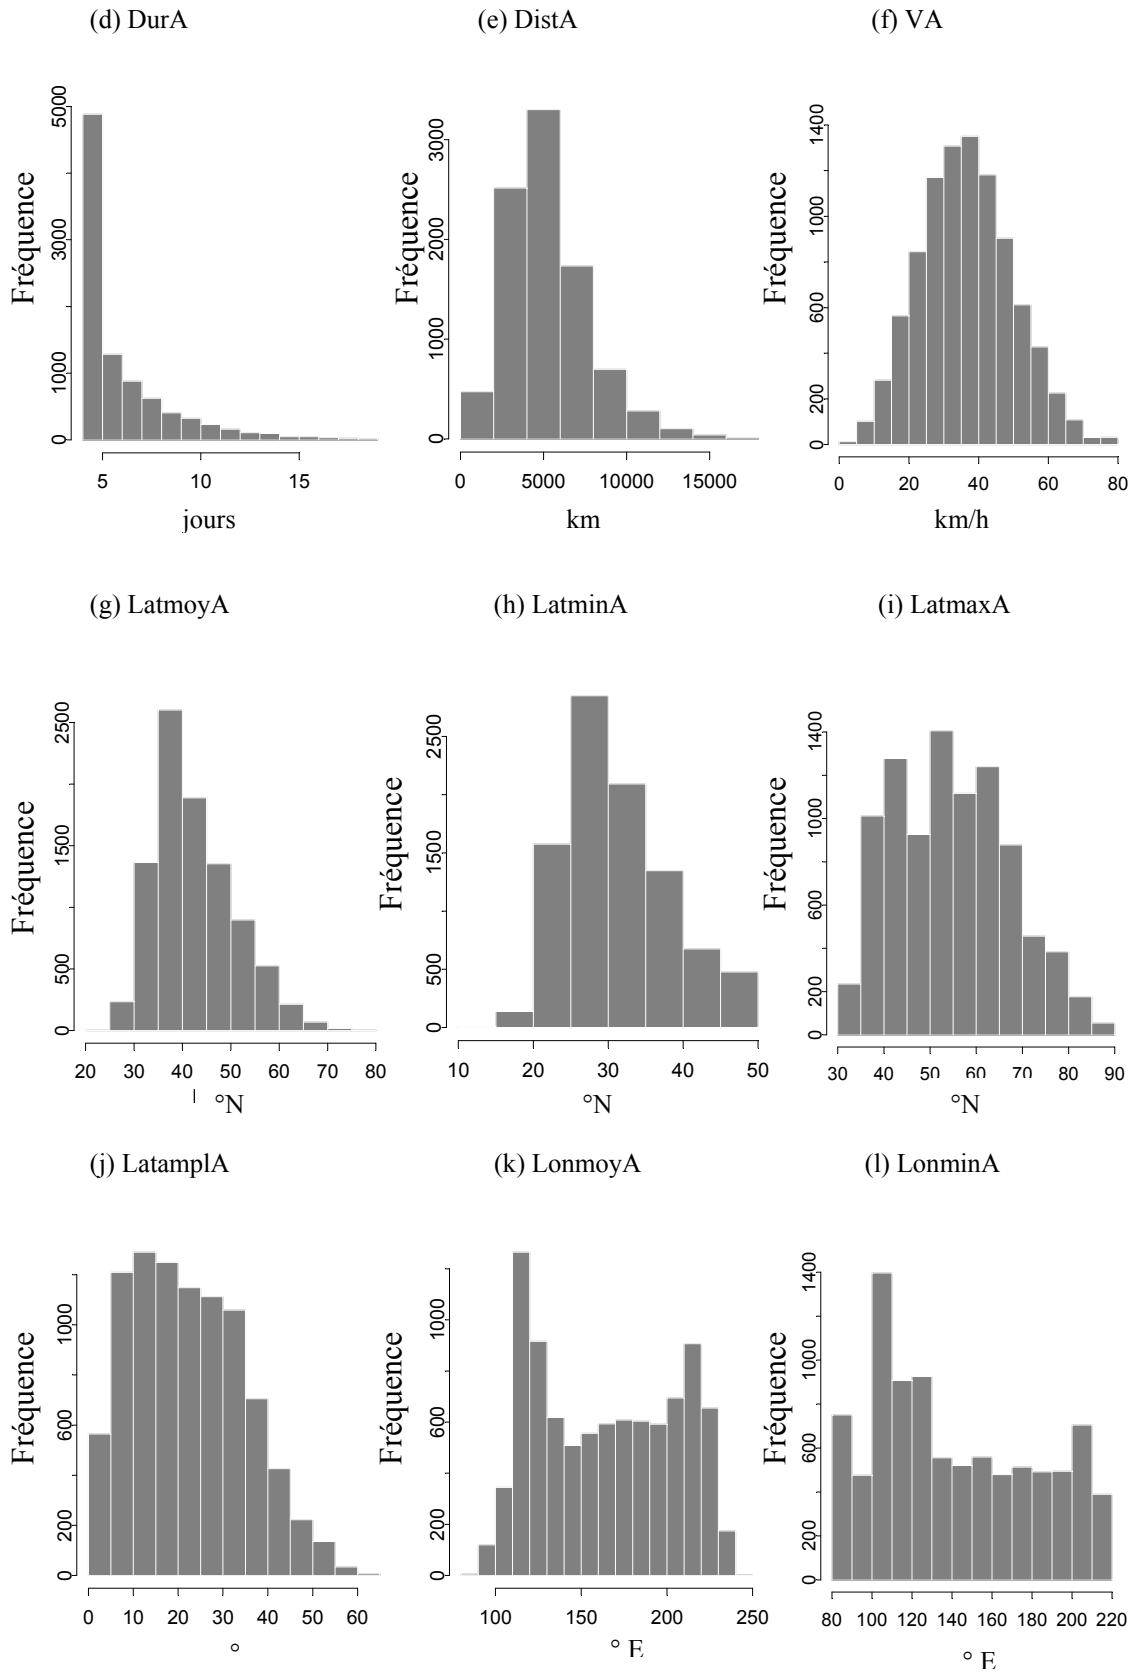 (d) DurA
(e) DistA
(f) VA
Fréquence
0 1000 3000 5000
5 10 15
jours
Fréquence
0 1000 2000 3000
0 5000 10000 15000
km
Fréquence
0 200 600 1000 1400
0 20 40 60 80
km/h
(g) LatmoyA
(h) LatminA
(i) LatmaxA
Fréquence
0 500 1500 2500
20 30 40 50 60 70 80
°N
Fréquence
0 500 1500 2500
10 20 30 40 50
°N
Fréquence
0 200 600 1000 1400
30 40 50 60 70 80 90
°N
(j) LatamplA
(k) LonmoyA
(l) LonminA
Fréquence
0 200 600 1000
0 10 20 30 40 50 60
°
Fréquence
0 200 600 1000
100 150 200 250
° E
Fréquence
0 200 600 1000 1400
80 100 120 140 160 180 200 220
° E